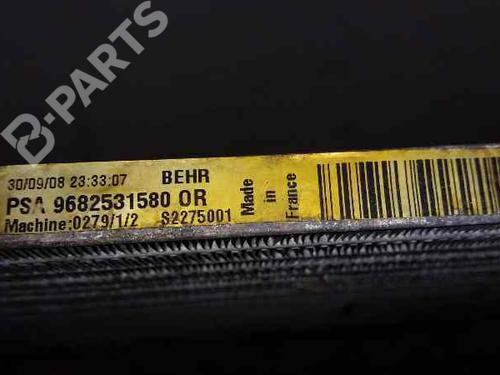 B-PARTS
30/09/08 23:33:07 BEHR
PSA 9682531580 OR
Machine:0279/1/2 S2275001
Made in France